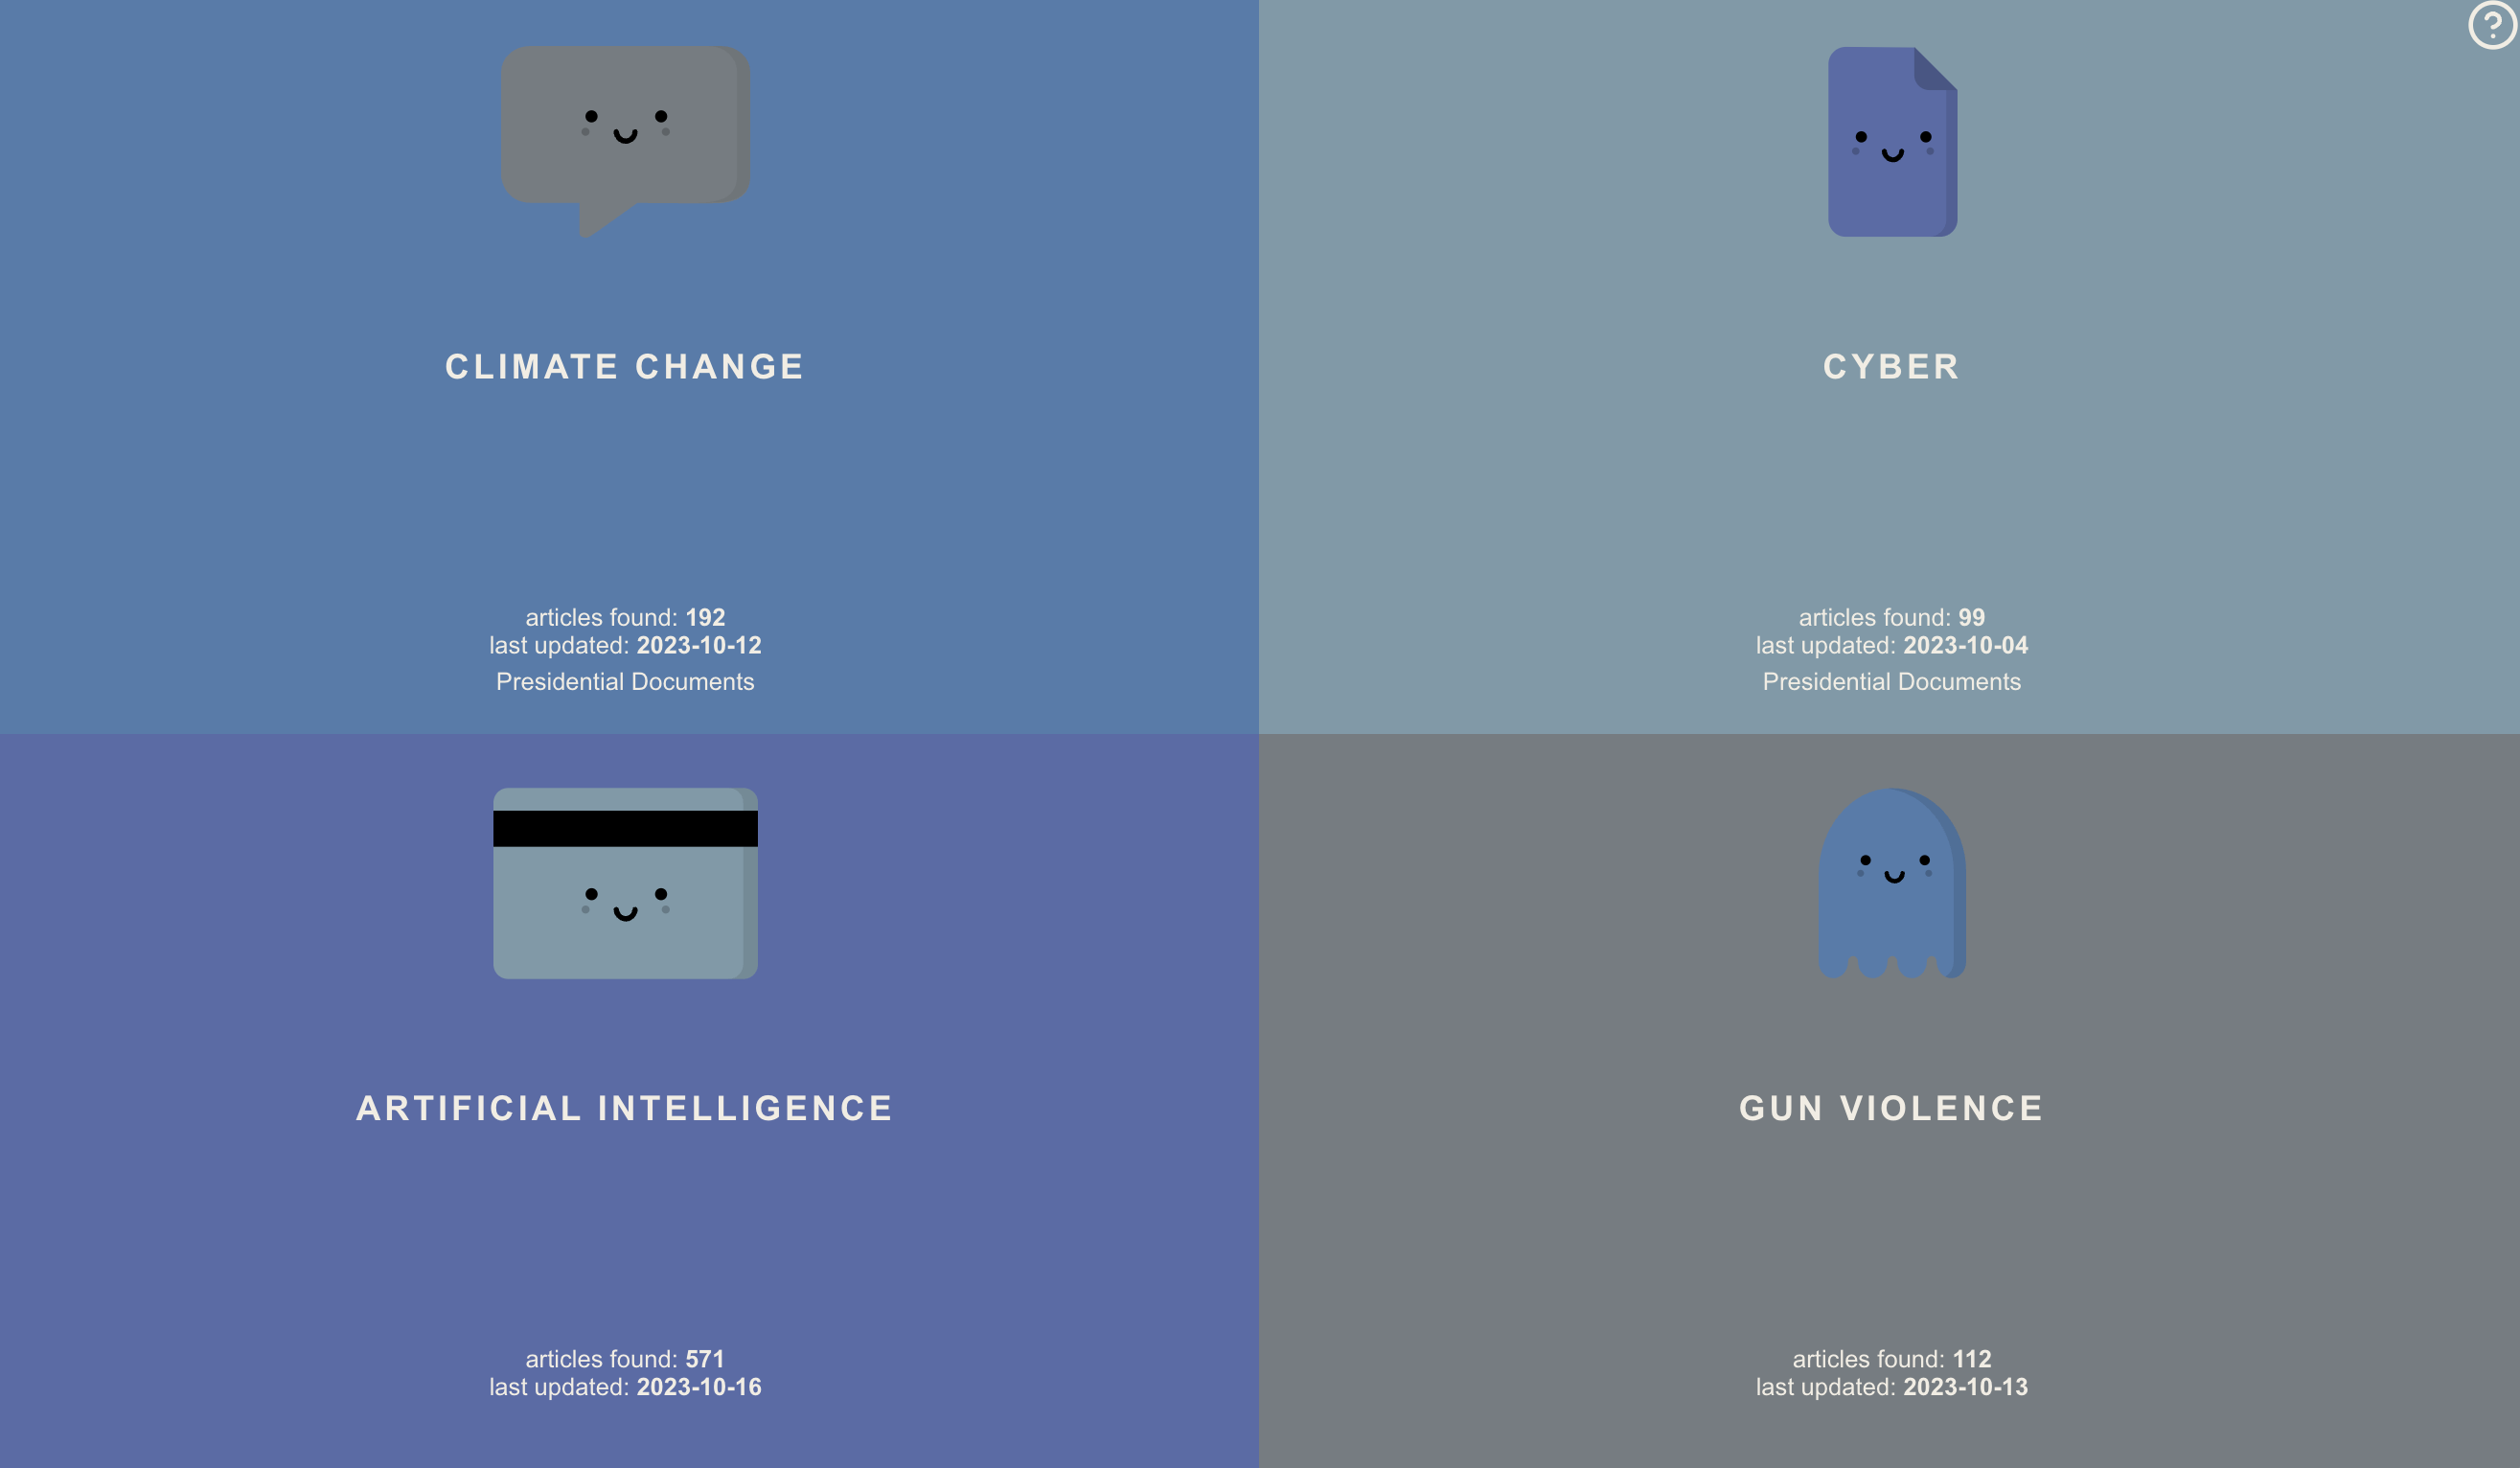 ?
CLIMATE CHANGE
articles found: 192
last updated: 2023-10-12
Presidential Documents
CYBER
articles found: 99
last updated: 2023-10-04
Presidential Documents
ARTIFICIAL INTELLIGENCE
articles found: 571
last updated: 2023-10-16
GUN VIOLENCE
articles found: 112
last updated: 2023-10-13